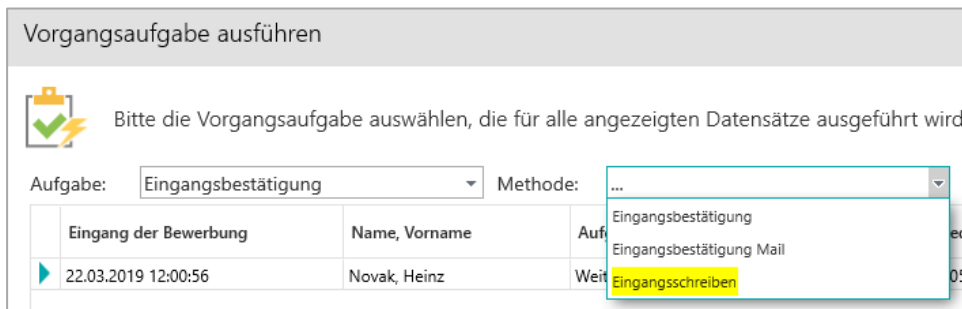 Vorgangsaufgabe ausführen
Bitte die Vorgangsaufgabe auswählen, die für alle angezeigten Datensätze ausgeführt wird
Aufgabe: Eingangsbestätigung Methode: ...
Eingang der Bewerbung Name, Vorname
Eingangsbestätigung
Eingangsbestätigung Mail
22.03.2019 12:00:56 Novak, Heinz
Eingangsschreiben